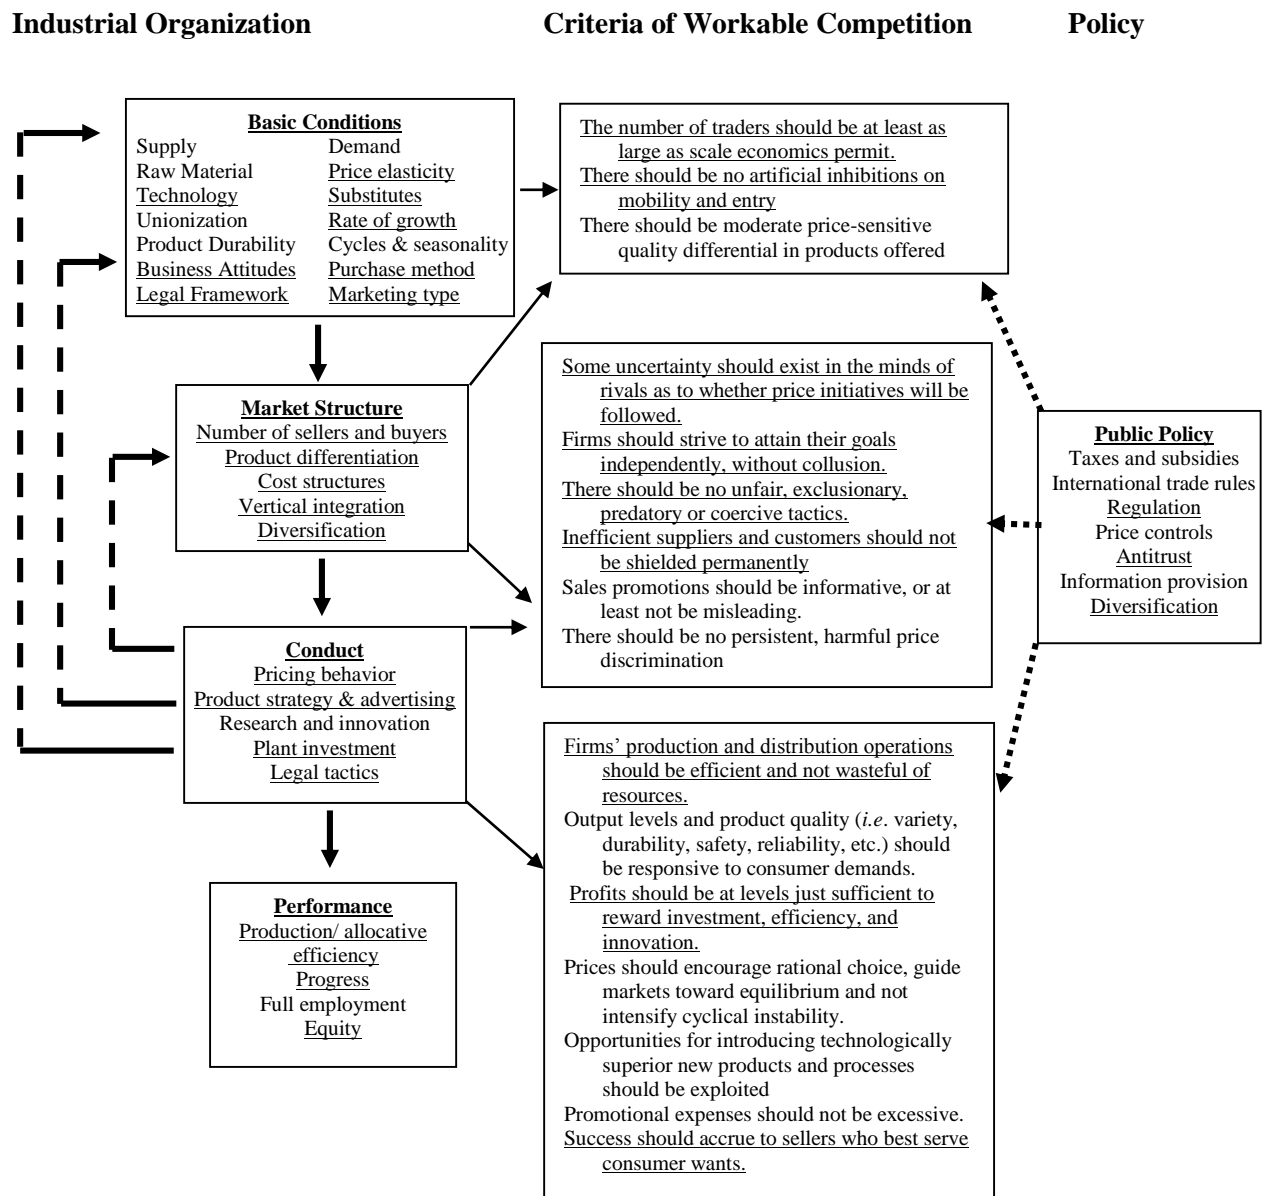 Industrial Organization
Criteria of Workable Competition
Policy
Basic Conditions
Supply Demand
Raw Material Price elasticity
Technology Substitutes
Unionization Rate of growth
Product Durability Cycles & seasonality
Business Attitudes Purchase method
Legal Framework Marketing type
The number of traders should be at least as
large as scale economics permit.
There should be no artificial inhibitions on
mobility and entry
There should be moderate price-sensitive
quality differential in products offered
Market Structure
Number of sellers and buyers
Product differentiation
Cost structures
Vertical integration
Diversification
Some uncertainty should exist in the minds of
rivals as to whether price initiatives will be
followed.
Firms should strive to attain their goals
independently, without collusion.
There should be no unfair, exclusionary,
predatory or coercive tactics.
Inefficient suppliers and customers should not
be shielded permanently
Sales promotions should be informative, or at
least not be misleading.
There should be no persistent, harmful price
discrimination
Public Policy
Taxes and subsidies
International trade rules
Regulation
Price controls
Antitrust
Information provision
Diversification
Conduct
Pricing behavior
Product strategy & advertising
Research and innovation
Plant investment
Legal tactics
Firms' production and distribution operations
should be efficient and not wasteful of
resources.
Output levels and product quality (i.e. variety,
durability, safety, reliability, etc.) should
be responsive to consumer demands.
Profits should be at levels just sufficient to
reward investment, efficiency, and
innovation.
Prices should encourage rational choice, guide
markets toward equilibrium and not
intensify cyclical instability.
Opportunities for introducing technologically
superior new products and processes
should be exploited
Promotional expenses should not be excessive.
Success should accrue to sellers who best serve
consumer wants.
Performance
Production/ allocative
efficiency
Progress
Full employment
Equity